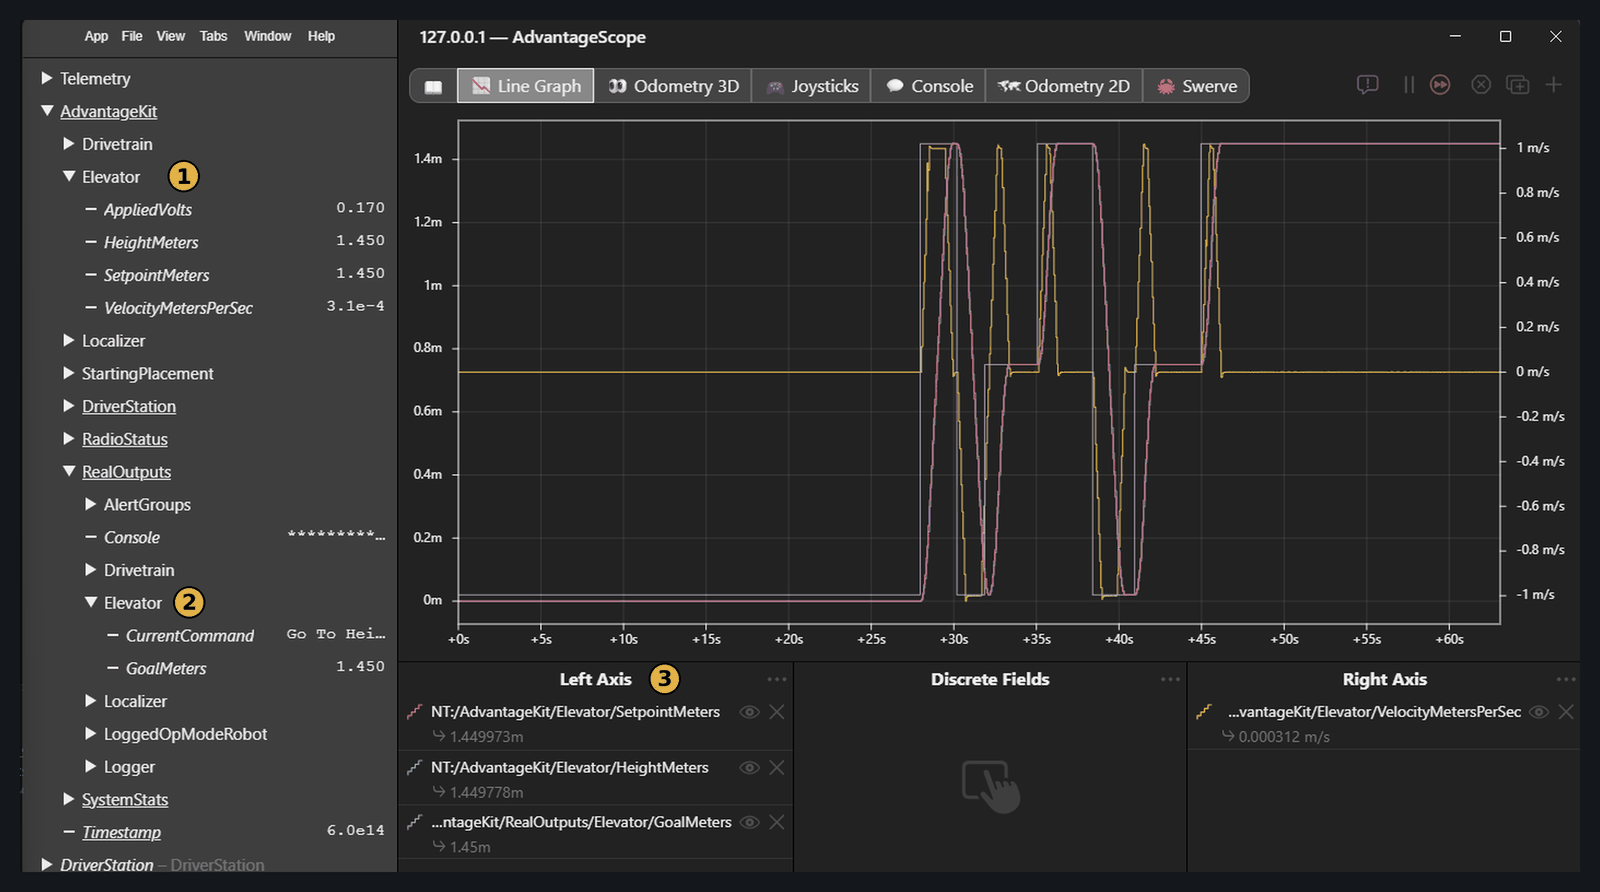 App File View Tabs Window Help
127.0.0.1 — AdvantageScope
Line Graph Odometry 3D Joysticks Console Odometry 2D Swerve
Telemetry
AdvantageKit
Drivetrain
Elevator 1
AppliedVolts 0.170
HeightMeters 1.450
SetpointMeters 1.450
VelocityMetersPerSec 3.1e-4
Localizer
StartingPlacement
DriverStation
RadioStatus
RealOutputs
AlertGroups
Console *********…
Drivetrain
Elevator 2
CurrentCommand Go To Hei…
GoalMeters 1.450
Localizer
LoggedOpModeRobot
Logger
SystemStats
Timestamp 6.0e14
DriverStation – DriverStation
1.4m
1.2m
1m
0.8m
0.6m
0.4m
0.2m
0m
1 m/s
0.8 m/s
0.6 m/s
0.4 m/s
0.2 m/s
0 m/s
-0.2 m/s
-0.4 m/s
-0.6 m/s
-0.8 m/s
-1 m/s
+0s +5s +10s +15s +20s +25s +30s +35s +40s +45s +50s +55s +60s
Left Axis 3
NT:/AdvantageKit/Elevator/SetpointMeters
1.449973m
NT:/AdvantageKit/Elevator/HeightMeters
1.449778m
...ntageKit/RealOutputs/Elevator/GoalMeters
1.45m
Discrete Fields
Right Axis
...vantageKit/Elevator/VelocityMetersPerSec
0.000312 m/s